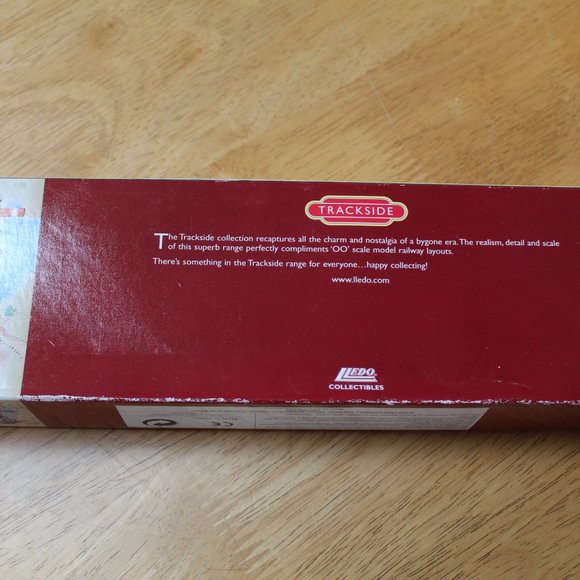 TRACKSIDE
The Trackside collection recaptures all the charm and nostalgia of a bygone era. The realism, detail and scale
of this superb range perfectly compliments 'OO' scale model railway layouts.
There's something in the Trackside range for everyone...happy collecting!
www.lledo.com
LLEDO
COLLECTIBLES
CE